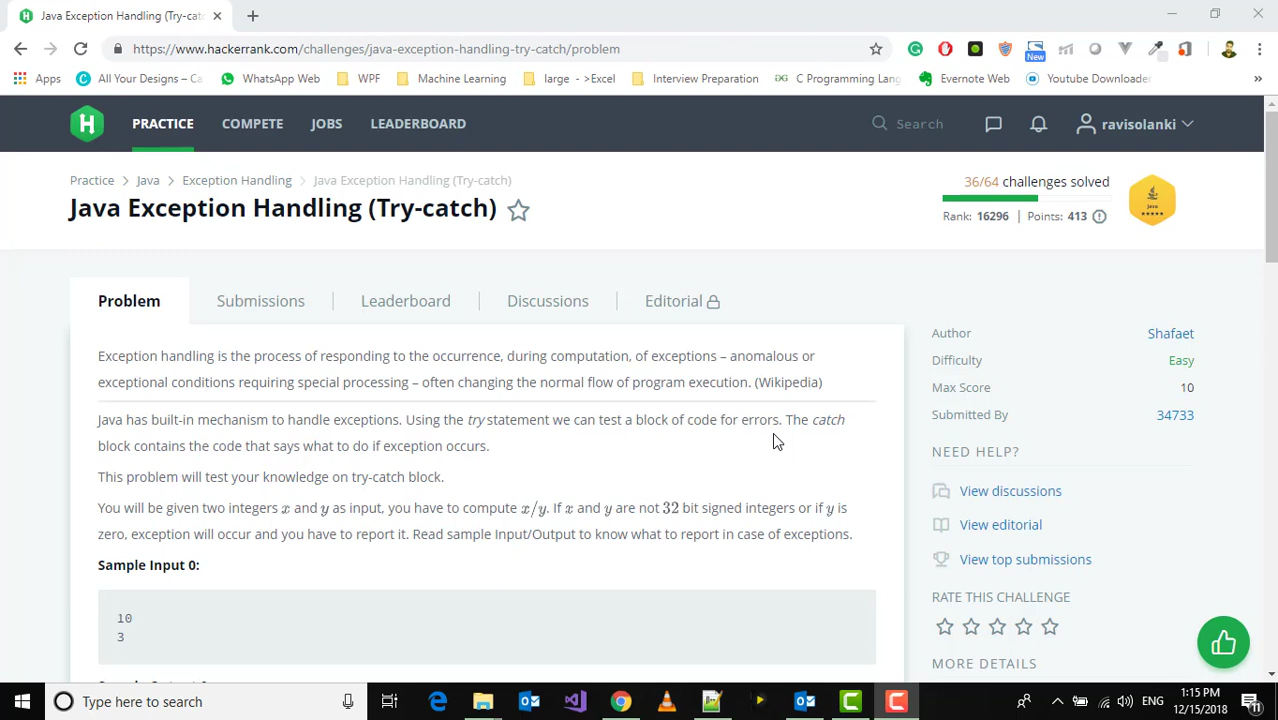 Java Exception Handling (Try-catc
https://www.hackerrank.com/challenges/java-exception-handling-try-catch/problem
New
Apps
All Your Designs – Ca
WhatsApp Web
WPF
Machine Learning
large ->Excel
Interview Preparation
C Programming Lang
Evernote Web
Youtube Downloader
»
H
PRACTICE
COMPETE
JOBS
LEADERBOARD
Search
ravisolanki
Practice > Java > Exception Handling > Java Exception Handling (Try-catch)
Java Exception Handling (Try-catch)
36/64 challenges solved
Rank: 16296 | Points: 413
Java
Problem
Submissions
Leaderboard
Discussions
Editorial
Exception handling is the process of responding to the occurrence, during computation, of exceptions – anomalous or
exceptional conditions requiring special processing – often changing the normal flow of program execution. (Wikipedia)
Java has built-in mechanism to handle exceptions. Using the try statement we can test a block of code for errors. The catch
block contains the code that says what to do if exception occurs.
This problem will test your knowledge on try-catch block.
You will be given two integers x and y as input, you have to compute x/y. If x and y are not 32 bit signed integers or if y is
zero, exception will occur and you have to report it. Read sample Input/Output to know what to report in case of exceptions.
Sample Input 0:
10
3
Author
Shafaet
Difficulty
Easy
Max Score
10
Submitted By
34733
NEED HELP?
View discussions
View editorial
View top submissions
RATE THIS CHALLENGE
MORE DETAILS
Type here to search
ENG
1:15 PM
12/15/2018
11